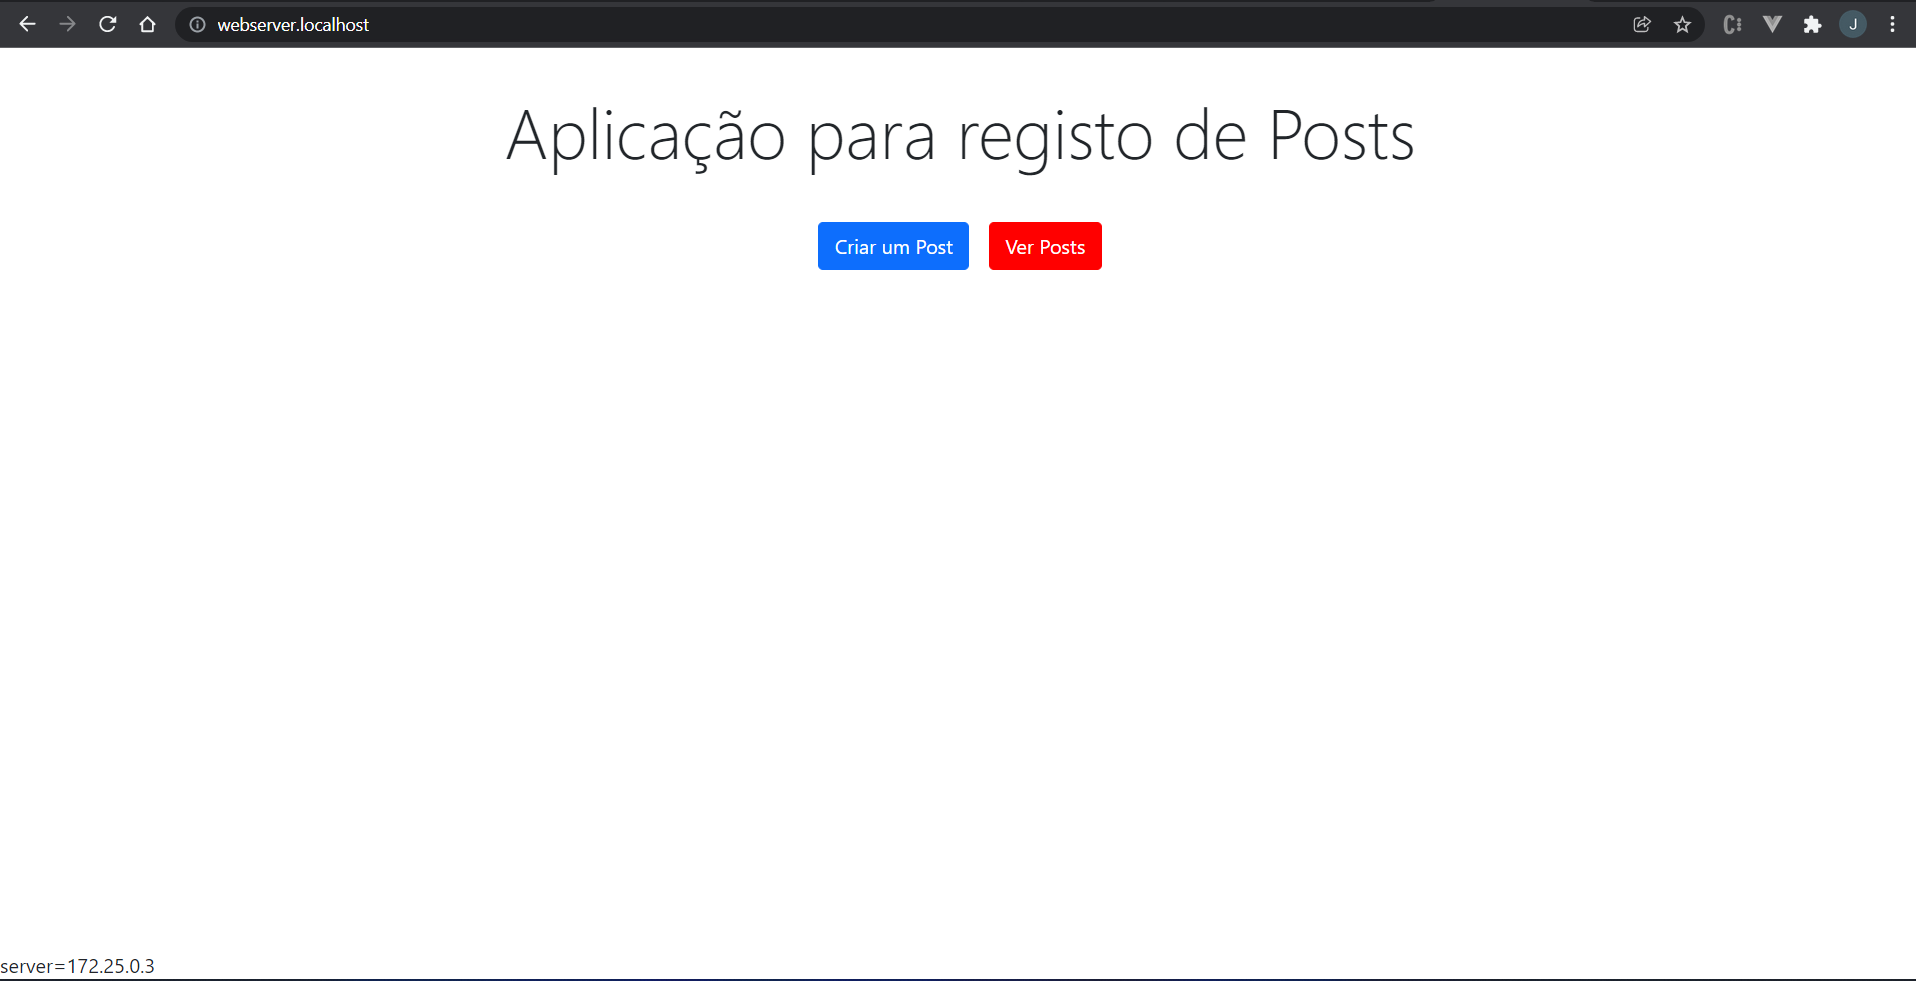 webserver.localhost
J
Aplicação para registo de Posts
Criar um Post
Ver Posts
server=172.25.0.3